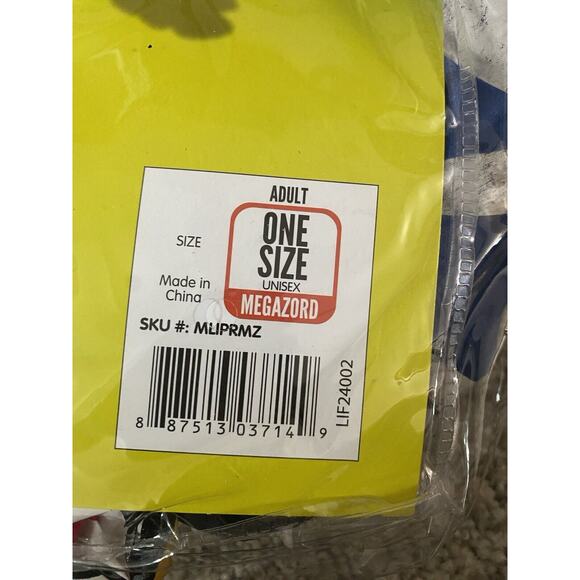 ADULT
SIZE
ONE
SIZE
UNISEX
MEGAZORD
Made in
China
SKU #: MLIPRMZ
8 87513 03714 9
LIF24002